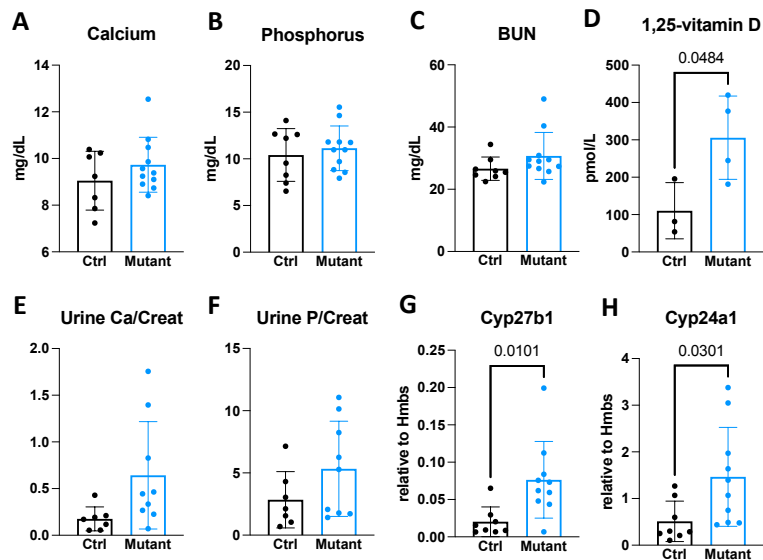 A
Calcium
mg/dL
14
12
10
8
6
Ctrl Mutant
B
Phosphorus
mg/dL
20
15
10
5
0
Ctrl Mutant
C
BUN
mg/dL
60
40
20
0
Ctrl Mutant
D
1,25-vitamin D
0.0484
pmol/L
500
400
300
200
100
0
Ctrl Mutant
E
Urine Ca/Creat
2.0
1.5
1.0
0.5
0.0
Ctrl Mutant
F
Urine P/Creat
15
10
5
0
Ctrl Mutant
G
Cyp27b1
0.0101
relative to Hmbs
0.25
0.20
0.15
0.10
0.05
0.00
Ctrl Mutant
H
Cyp24a1
0.0301
relative to Hmbs
4
3
2
1
0
Ctrl Mutant